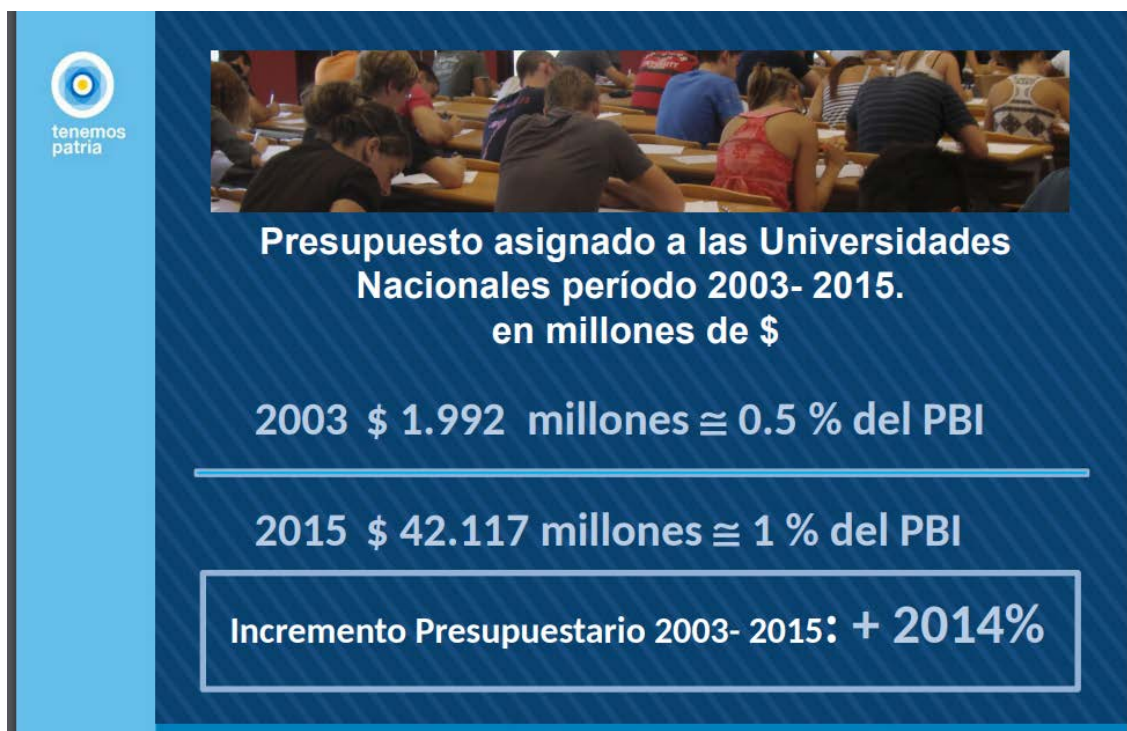 tenemos
patria
Presupuesto asignado a las Universidades
Nacionales período 2003- 2015.
en millones de $
2003 $ 1.992 millones ≅ 0.5 % del PBI
2015 $ 42.117 millones ≅ 1 % del PBI
Incremento Presupuestario 2003- 2015: + 2014%